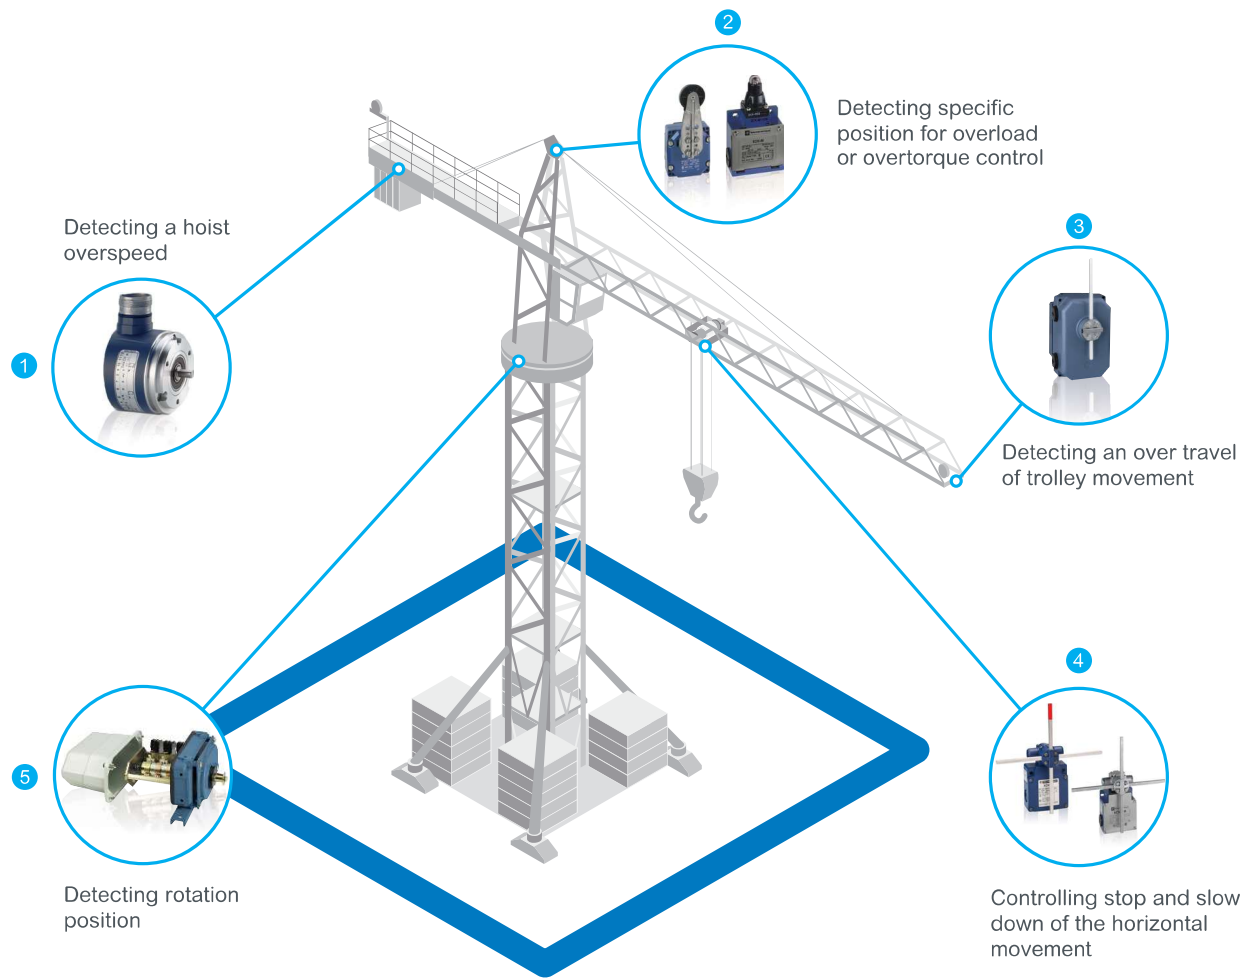 2
Detecting specific
position for overload
or overtorque control
Detecting a hoist
overspeed
1
3
Detecting an over travel
of trolley movement
4
Controlling stop and slow
down of the horizontal
movement
5
Detecting rotation
position